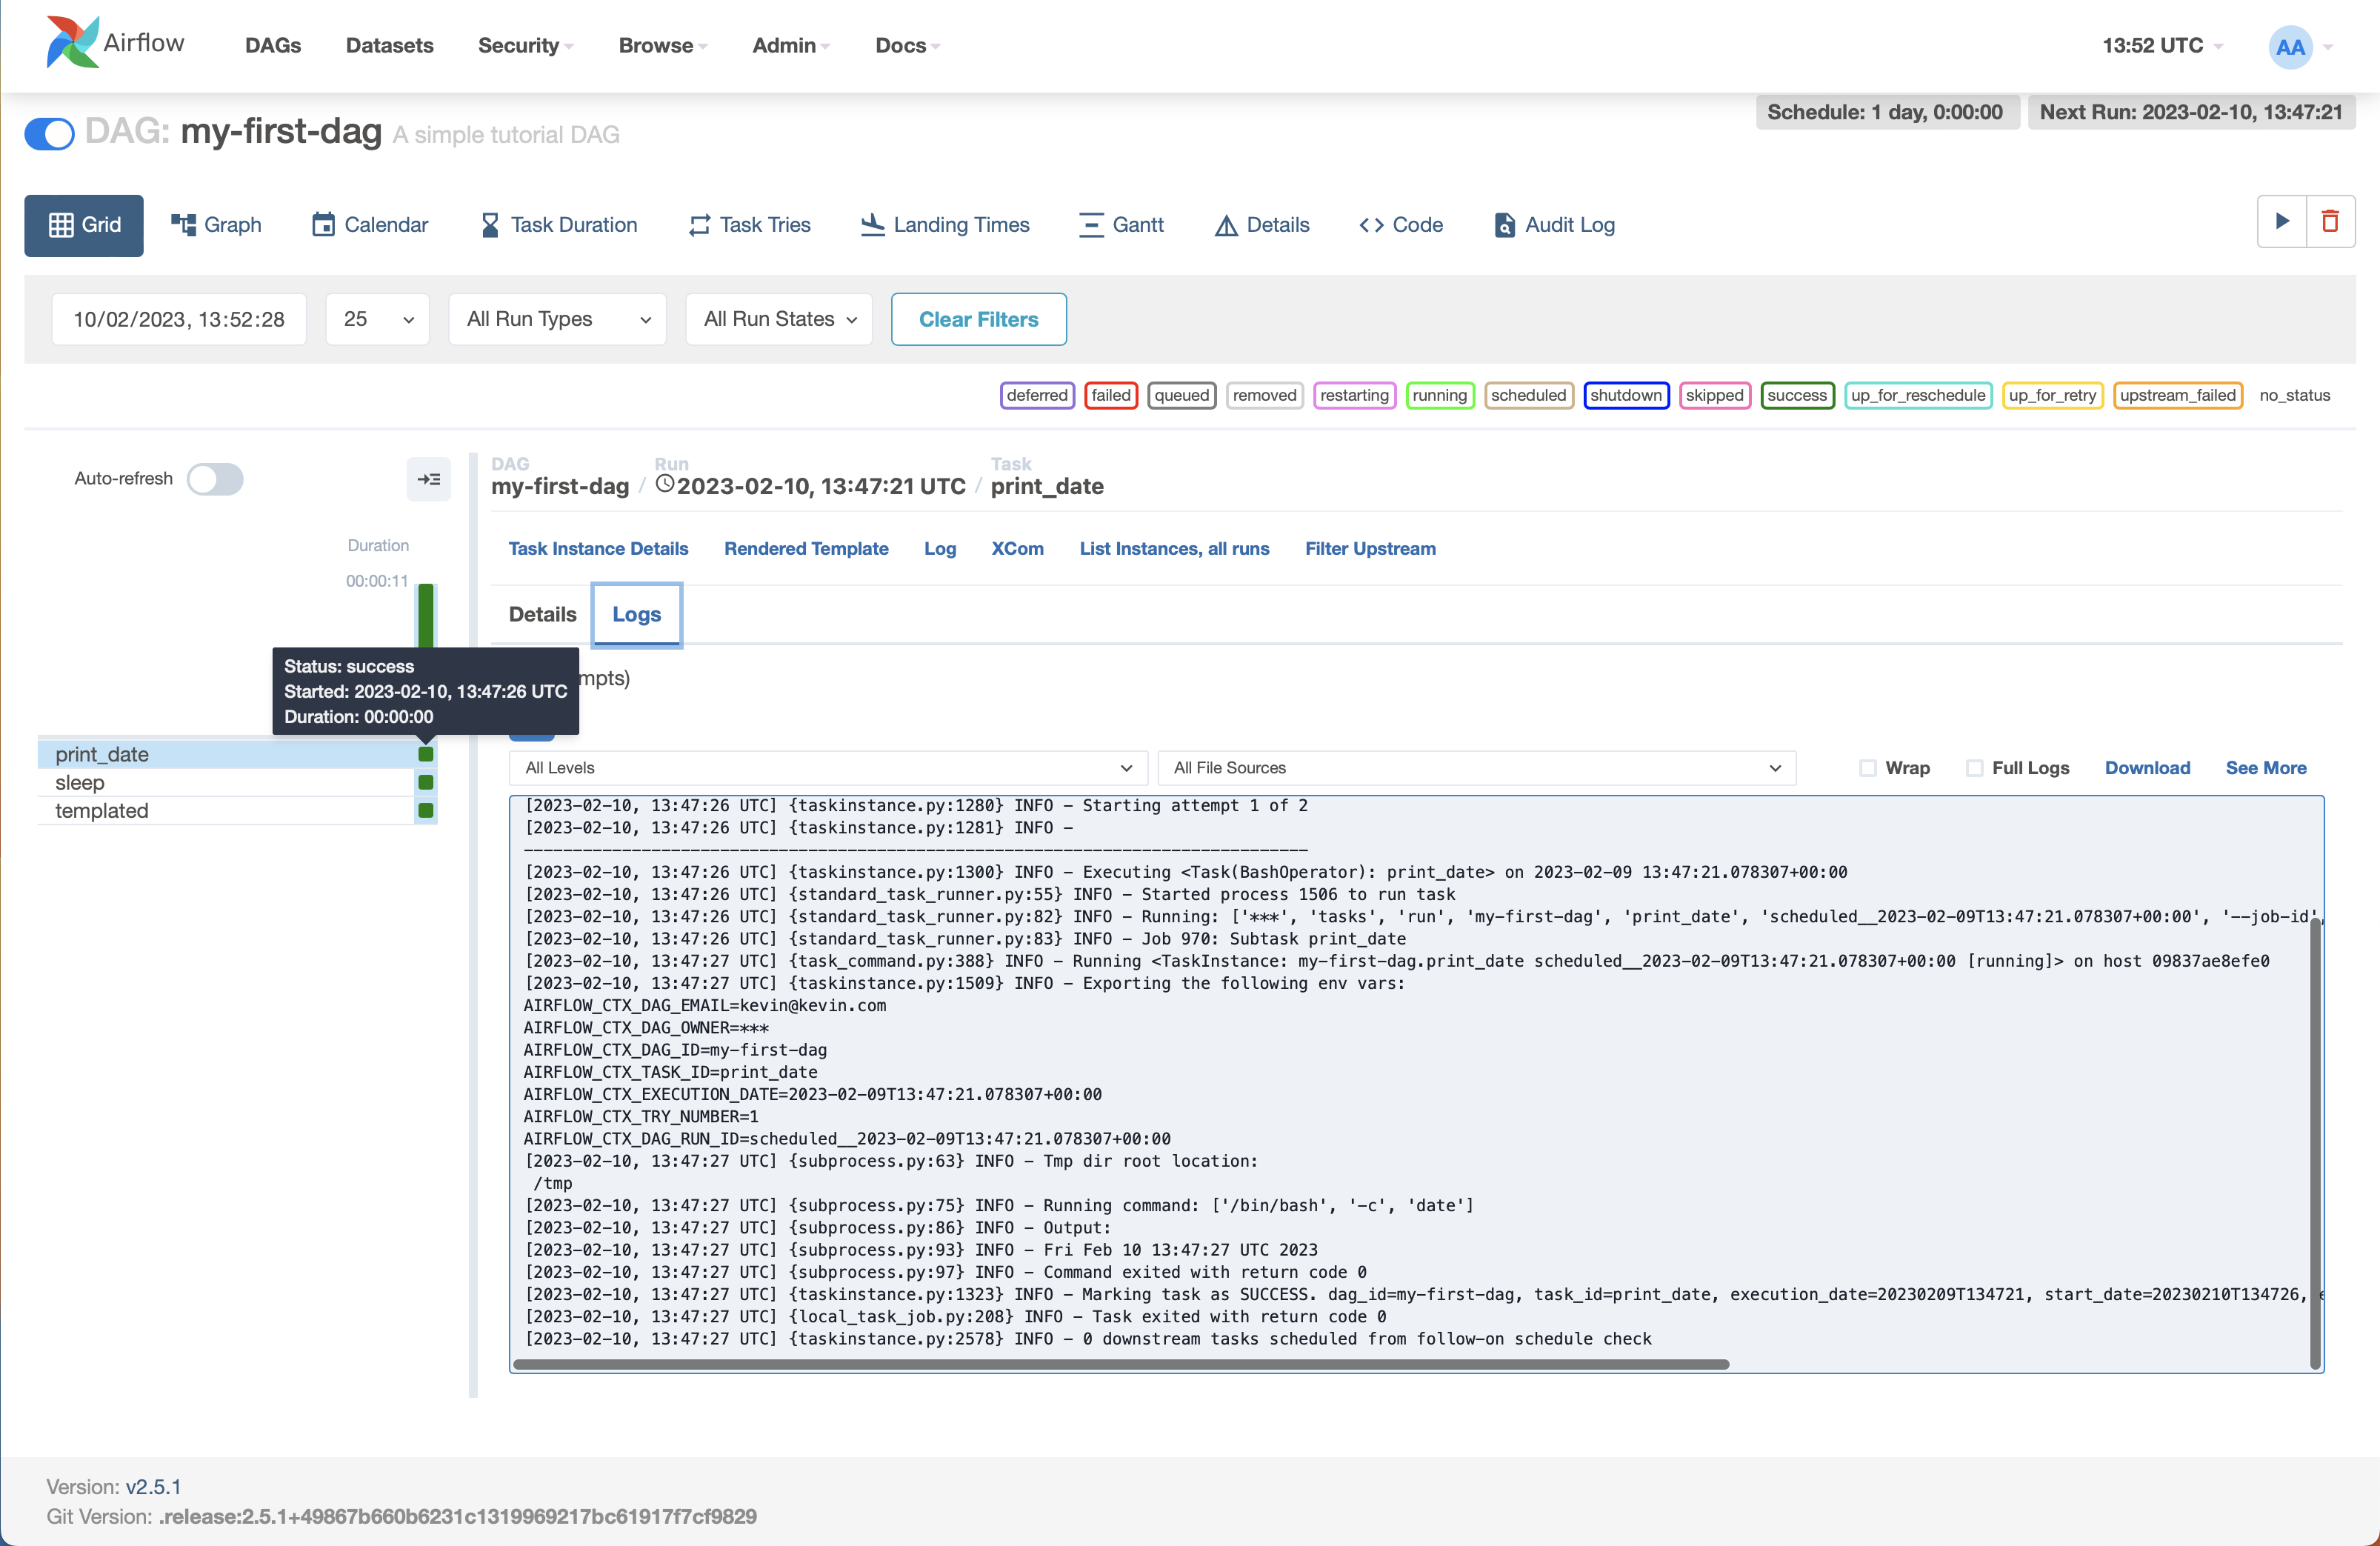 Airflow DAGs Datasets Security Browse Admin Docs 13:52 UTC AA
Schedule: 1 day, 0:00:00 Next Run: 2023-02-10, 13:47:21
DAG: my-first-dag A simple tutorial DAG
Grid Graph Calendar Task Duration Task Tries Landing Times Gantt Details Code Audit Log
10/02/2023, 13:52:28 25 All Run Types All Run States Clear Filters
deferred failed queued removed restarting running scheduled shutdown skipped success up_for_reschedule up_for_retry upstream_failed no_status
Auto-refresh
Duration
00:00:11
Status: success
Started: 2023-02-10, 13:47:26 UTC
Duration: 00:00:00
print_date
sleep
templated
DAG Run Task
my-first-dag / 2023-02-10, 13:47:21 UTC / print_date
Task Instance Details Rendered Template Log XCom List Instances, all runs Filter Upstream
Details Logs
mpts)
All Levels All File Sources Wrap Full Logs Download See More
[2023-02-10, 13:47:26 UTC] {taskinstance.py:1280} INFO - Starting attempt 1 of 2
[2023-02-10, 13:47:26 UTC] {taskinstance.py:1281} INFO -
--------------------------------------------------------------------------------
[2023-02-10, 13:47:26 UTC] {taskinstance.py:1300} INFO - Executing <Task(BashOperator): print_date> on 2023-02-09 13:47:21.078307+00:00
[2023-02-10, 13:47:26 UTC] {standard_task_runner.py:55} INFO - Started process 1506 to run task
[2023-02-10, 13:47:26 UTC] {standard_task_runner.py:82} INFO - Running: ['***', 'tasks', 'run', 'my-first-dag', 'print_date', 'scheduled__2023-02-09T13:47:21.078307+00:00', '--job-id',
[2023-02-10, 13:47:26 UTC] {standard_task_runner.py:83} INFO - Job 970: Subtask print_date
[2023-02-10, 13:47:27 UTC] {task_command.py:388} INFO - Running <TaskInstance: my-first-dag.print_date scheduled__2023-02-09T13:47:21.078307+00:00 [running]> on host 09837ae8efe0
[2023-02-10, 13:47:27 UTC] {taskinstance.py:1509} INFO - Exporting the following env vars:
AIRFLOW_CTX_DAG_EMAIL=kevin@kevin.com
AIRFLOW_CTX_DAG_OWNER=***
AIRFLOW_CTX_DAG_ID=my-first-dag
AIRFLOW_CTX_TASK_ID=print_date
AIRFLOW_CTX_EXECUTION_DATE=2023-02-09T13:47:21.078307+00:00
AIRFLOW_CTX_TRY_NUMBER=1
AIRFLOW_CTX_DAG_RUN_ID=scheduled__2023-02-09T13:47:21.078307+00:00
[2023-02-10, 13:47:27 UTC] {subprocess.py:63} INFO - Tmp dir root location:
/tmp
[2023-02-10, 13:47:27 UTC] {subprocess.py:75} INFO - Running command: ['/bin/bash', '-c', 'date']
[2023-02-10, 13:47:27 UTC] {subprocess.py:86} INFO - Output:
[2023-02-10, 13:47:27 UTC] {subprocess.py:93} INFO - Fri Feb 10 13:47:27 UTC 2023
[2023-02-10, 13:47:27 UTC] {subprocess.py:97} INFO - Command exited with return code 0
[2023-02-10, 13:47:27 UTC] {taskinstance.py:1323} INFO - Marking task as SUCCESS. dag_id=my-first-dag, task_id=print_date, execution_date=20230209T134721, start_date=20230210T134726,
[2023-02-10, 13:47:27 UTC] {local_task_job.py:208} INFO - Task exited with return code 0
[2023-02-10, 13:47:27 UTC] {taskinstance.py:2578} INFO - 0 downstream tasks scheduled from follow-on schedule check
Version: v2.5.1
Git Version: .release:2.5.1+49867b660b6231c1319969217bc61917f7cf9829